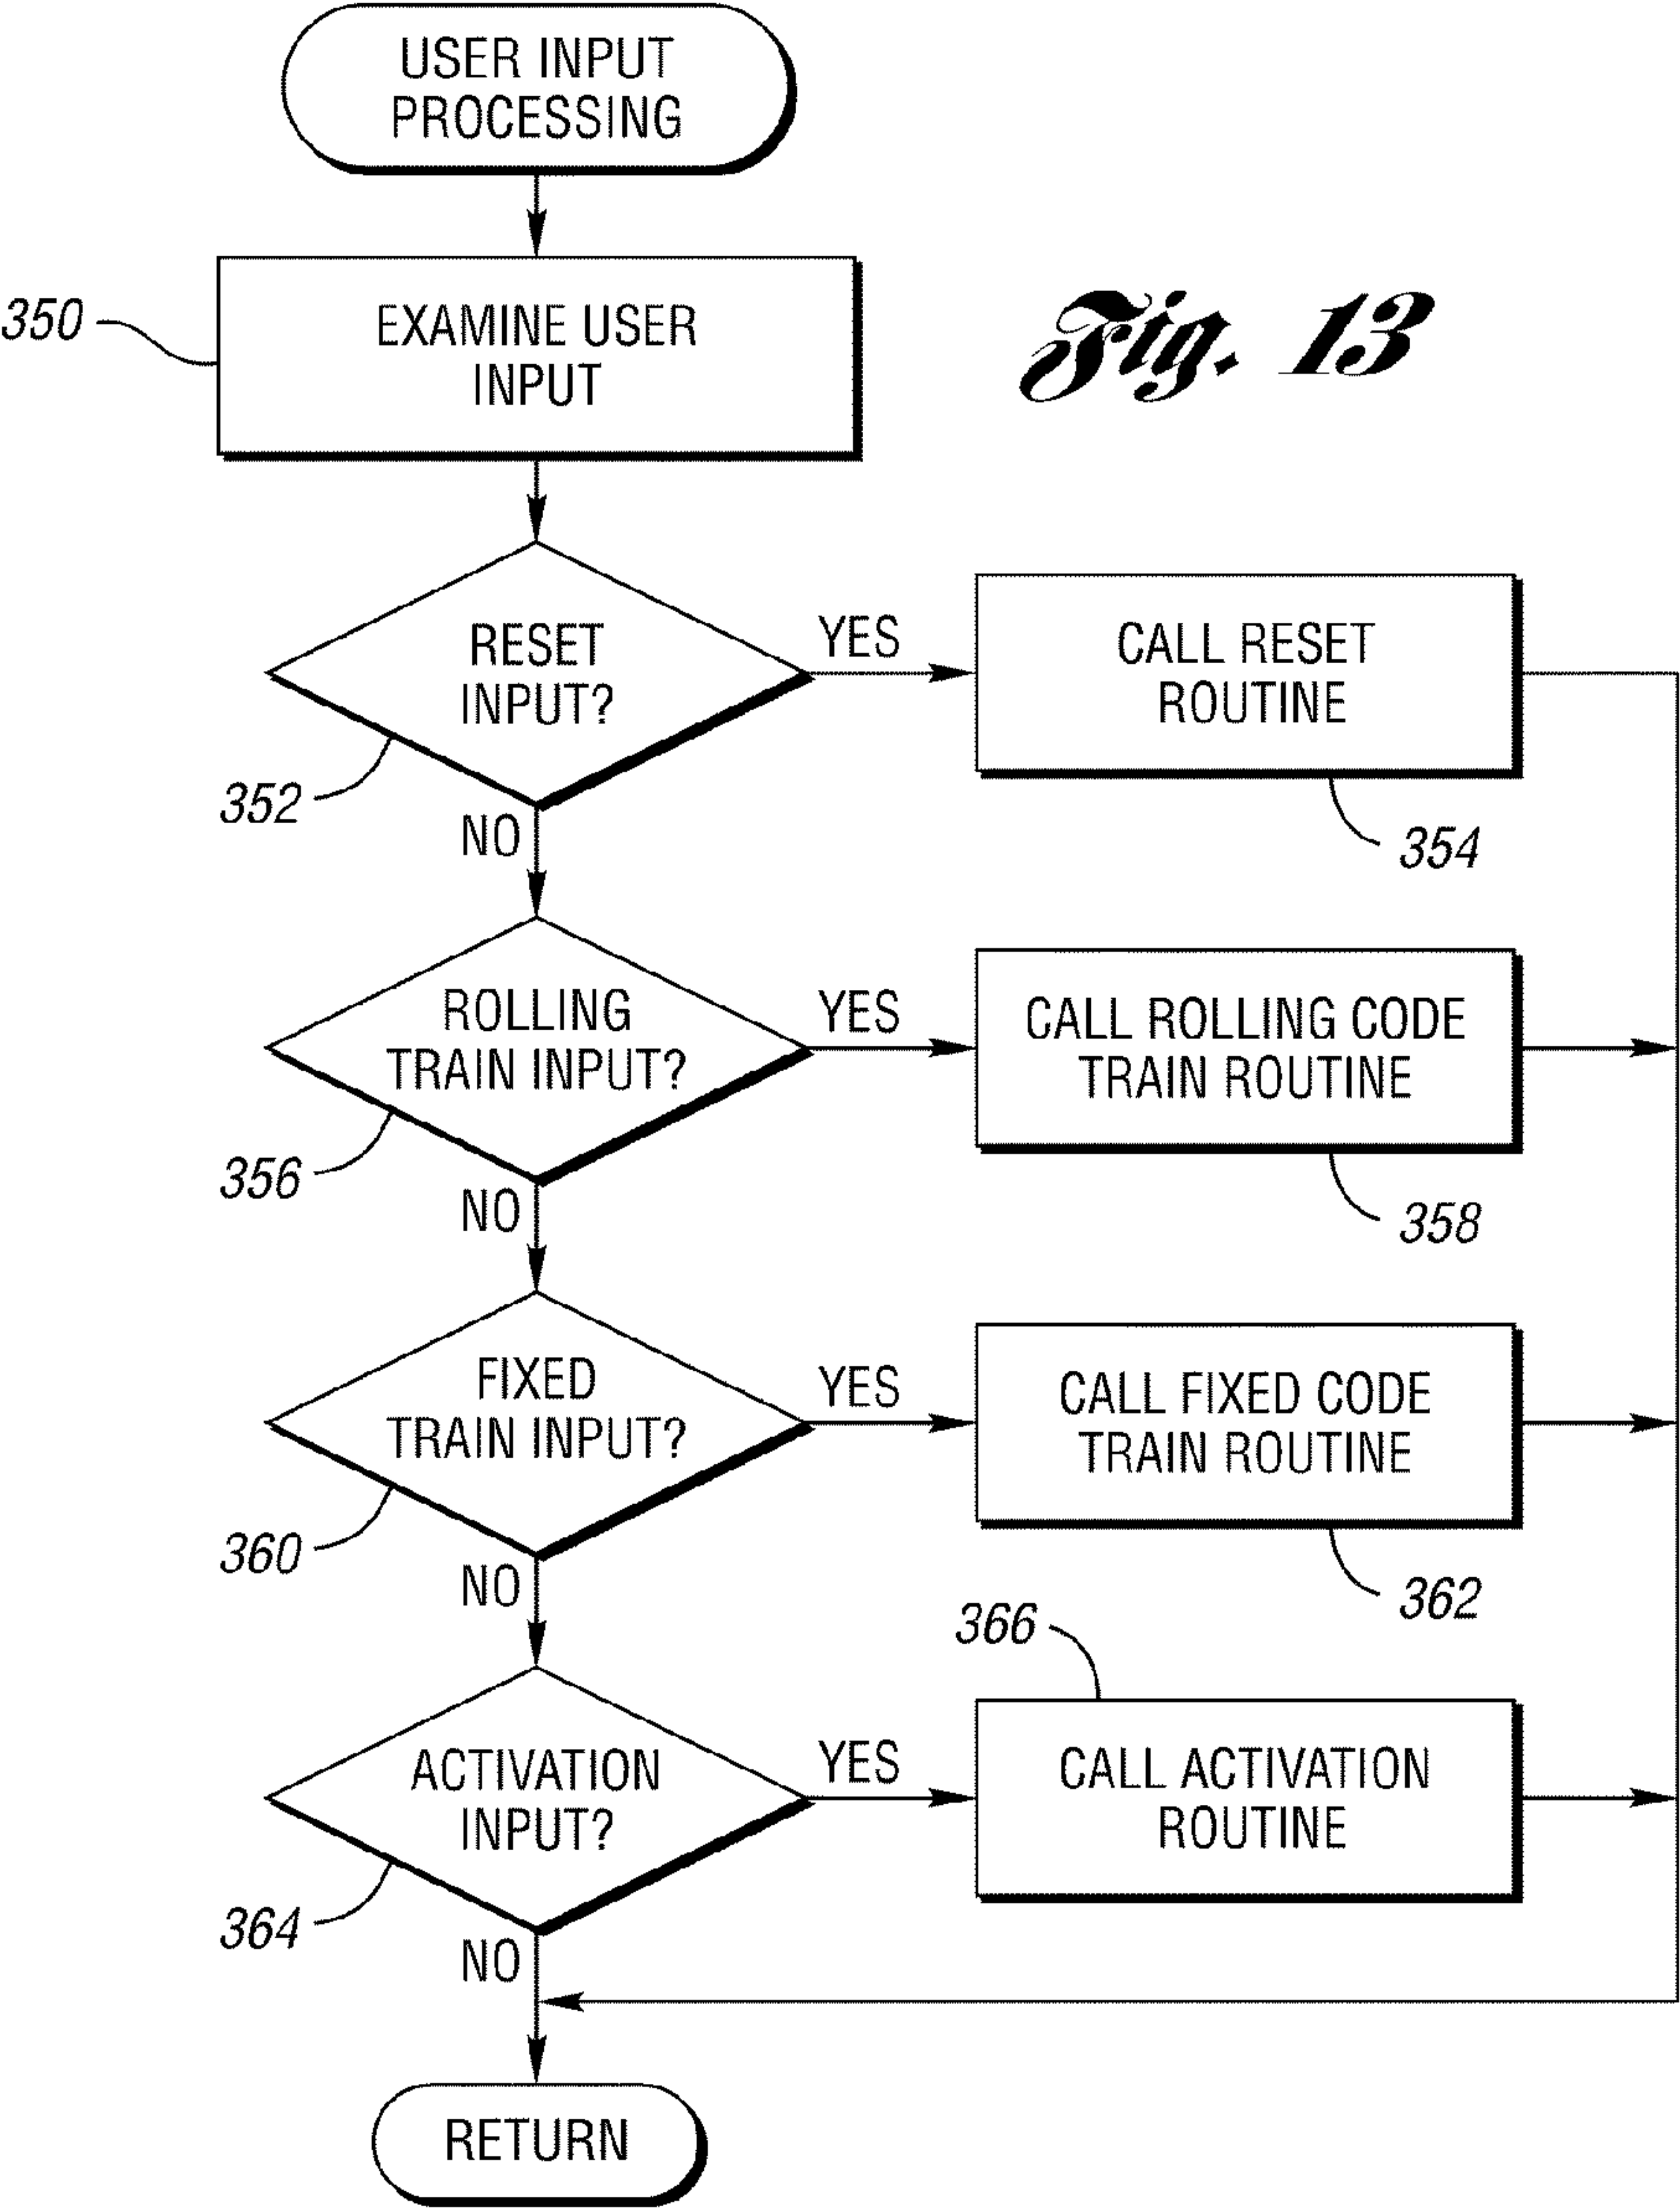 USER INPUT
PROCESSING
350
EXAMINE USER
INPUT
Fig. 13
RESET
INPUT?
352
YES
NO
CALL RESET
ROUTINE
354
ROLLING
TRAIN INPUT?
356
YES
NO
CALL ROLLING CODE
TRAIN ROUTINE
358
FIXED
TRAIN INPUT?
360
YES
NO
CALL FIXED CODE
TRAIN ROUTINE
362
366
ACTIVATION
INPUT?
364
YES
NO
CALL ACTIVATION
ROUTINE
RETURN